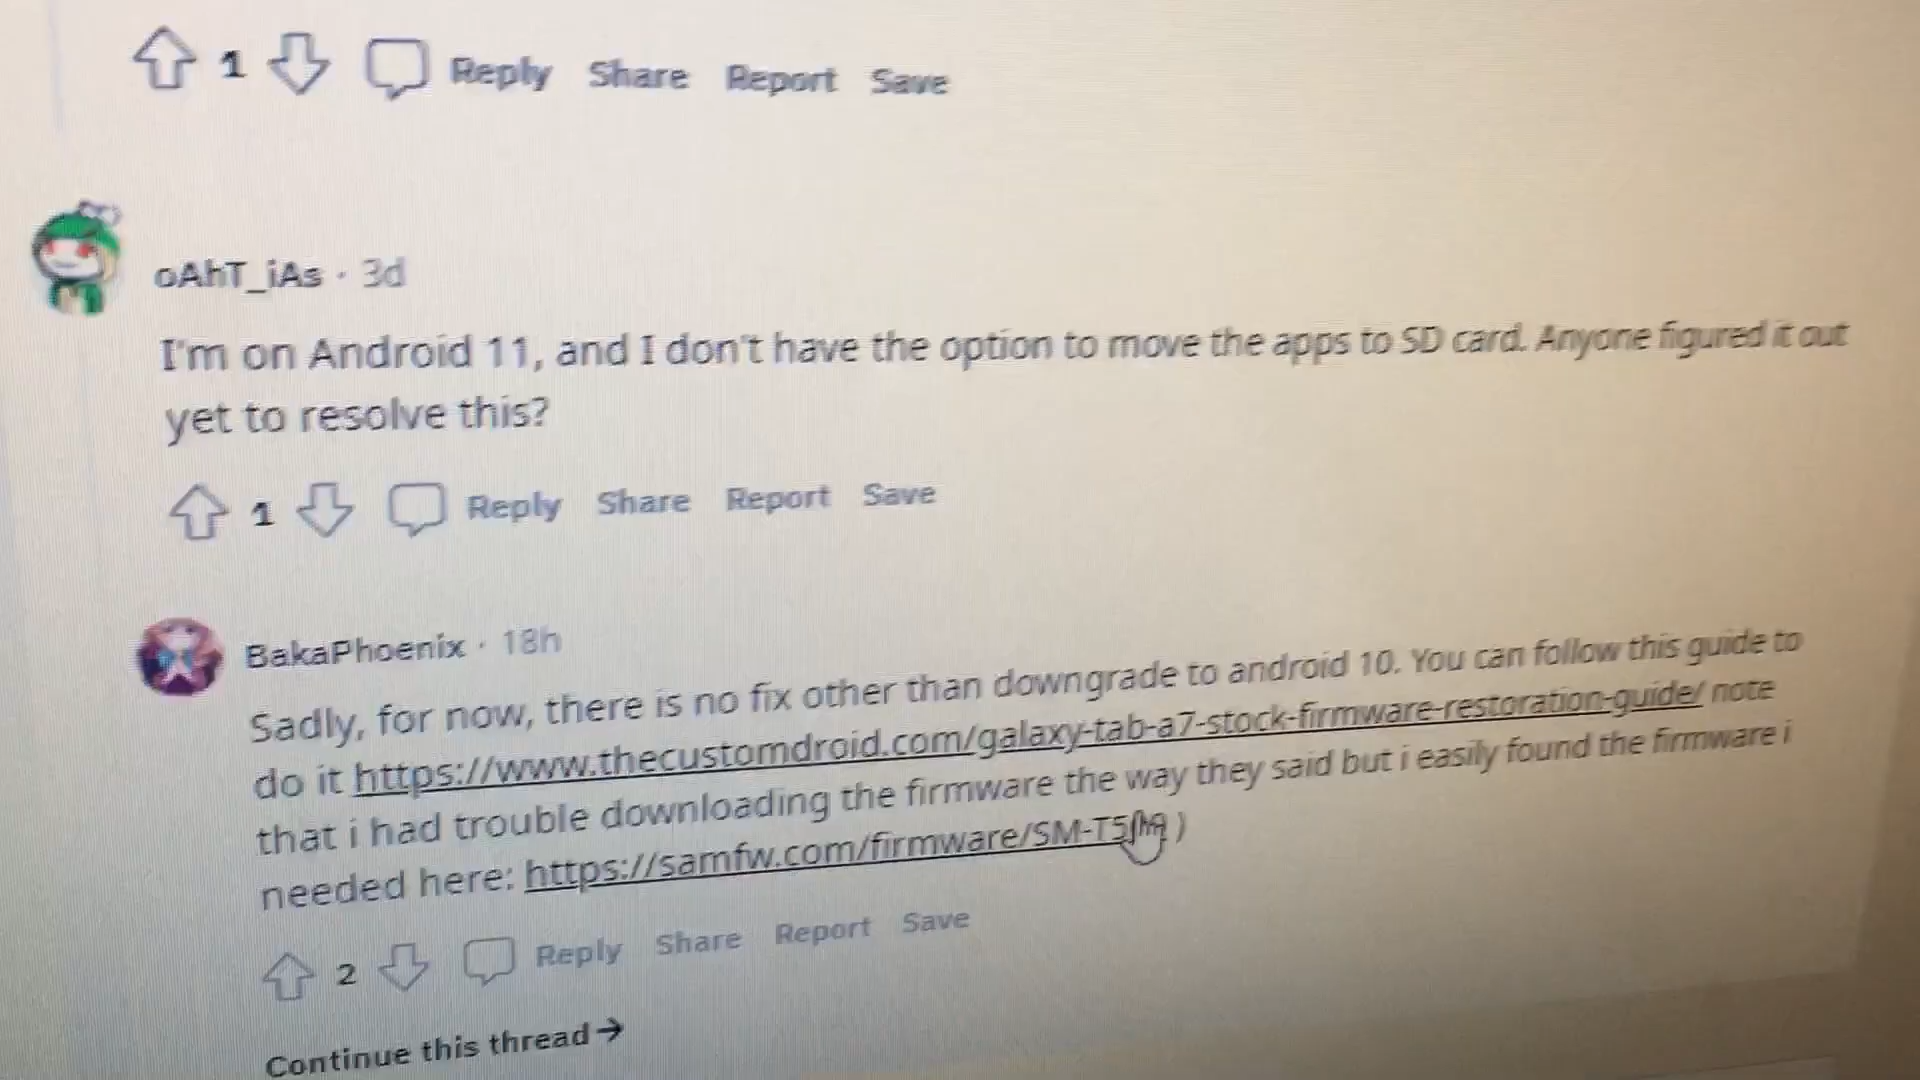 1 Reply Share Report Save
oAhT_iAs · 3d
I'm on Android 11, and I don't have the option to move the apps to SD card. Anyone figured it out
yet to resolve this?
1 Reply Share Report Save
BakaPhoenix · 18h
Sadly, for now, there is no fix other than downgrade to android 10. You can follow this guide to
do it https://www.thecustomdroid.com/galaxy-tab-a7-stock-firmware-restoration-guide/ note
that i had trouble downloading the firmware the way they said but i easily found the firmware i
needed here: https://samfw.com/firmware/SM-T5 )
2 Reply Share Report Save
Continue this thread→